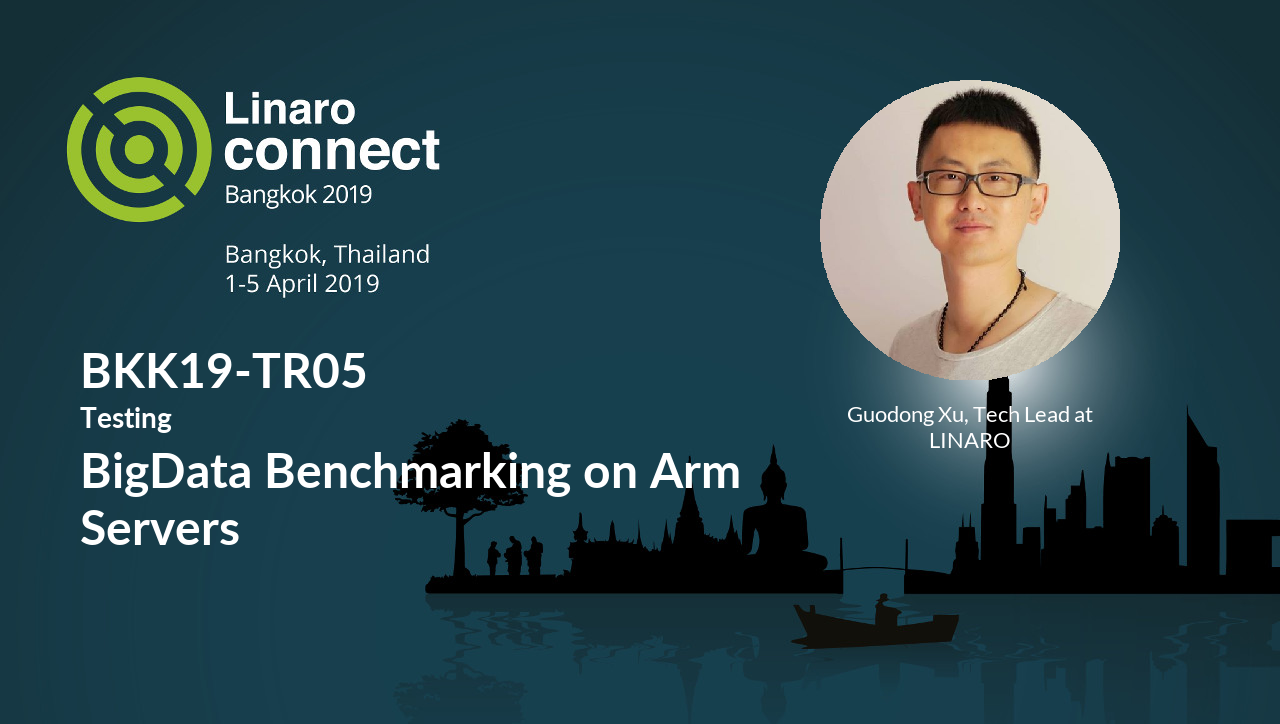 Linaro
connect
Bangkok 2019
Bangkok, Thailand
1-5 April 2019
BKK19-TR05
Testing
BigData Benchmarking on Arm
Servers
Guodong Xu, Tech Lead at
LINARO